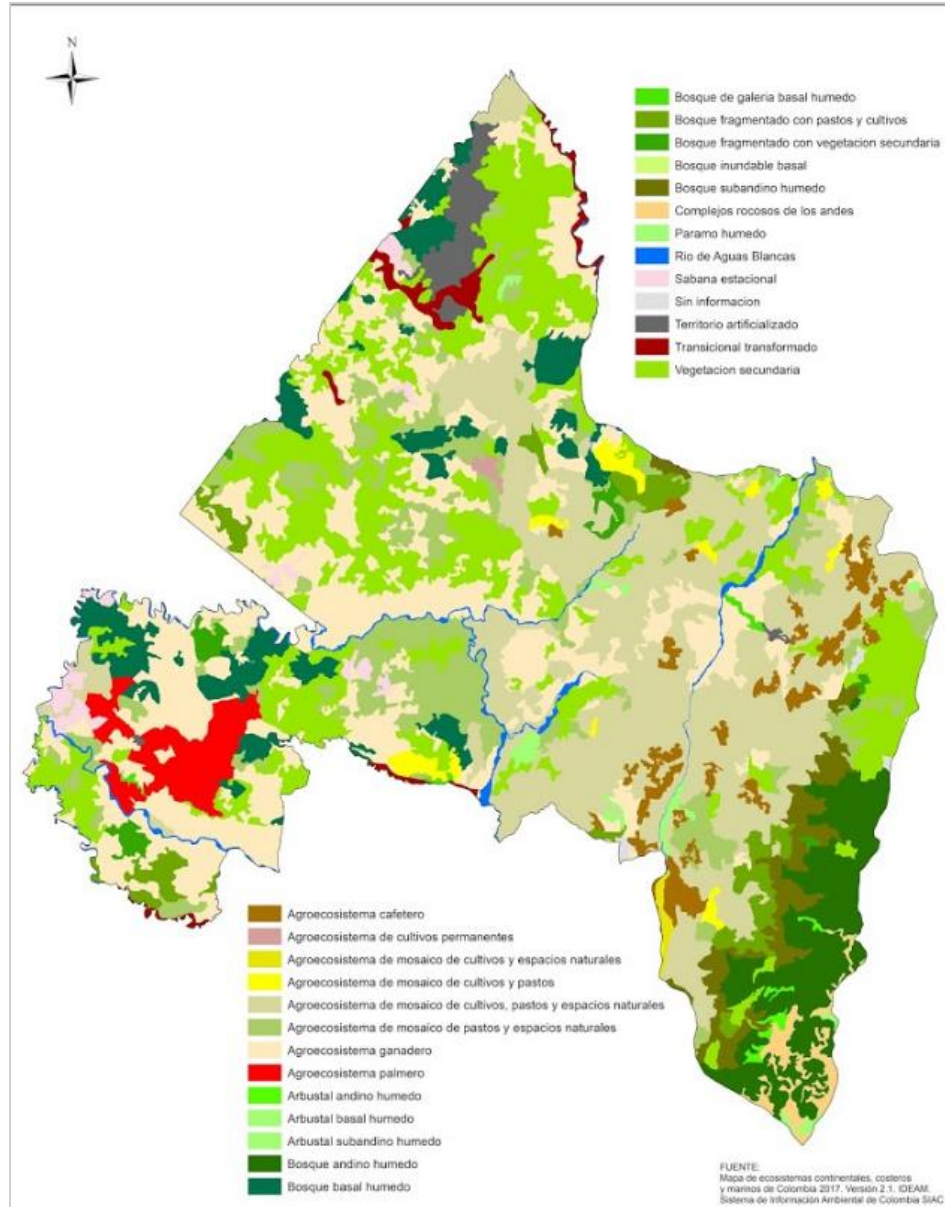 N
Bosque de galeria basal humedo
Bosque fragmentado con pastos y cultivos
Bosque fragmentado con vegetacion secundaria
Bosque inundable basal
Bosque subandino humedo
Complejos rocosos de los andes
Paramo humedo
Rio de Aguas Blancas
Sabana estacional
Sin informacion
Territorio artificializado
Transicional transformado
Vegetacion secundaria
Agroecosistema cafetero
Agroecosistema de cultivos permanentes
Agroecosistema de mosaico de cultivos y espacios naturales
Agroecosistema de mosaico de cultivos y pastos
Agroecosistema de mosaico de cultivos, pastos y espacios naturales
Agroecosistema de mosaico de pastos y espacios naturales
Agroecosistema ganadero
Agroecosistema palmero
Arbustal andino humedo
Arbustal basal humedo
Arbustal subandino humedo
Bosque andino humedo
Bosque basal humedo
FUENTE:
Mapa de ecosistemas continentales, costeros
y marinos de Colombia 2017. Versión 2.1. IDEAM.
Sistema de Información Ambiental de Colombia SIAC